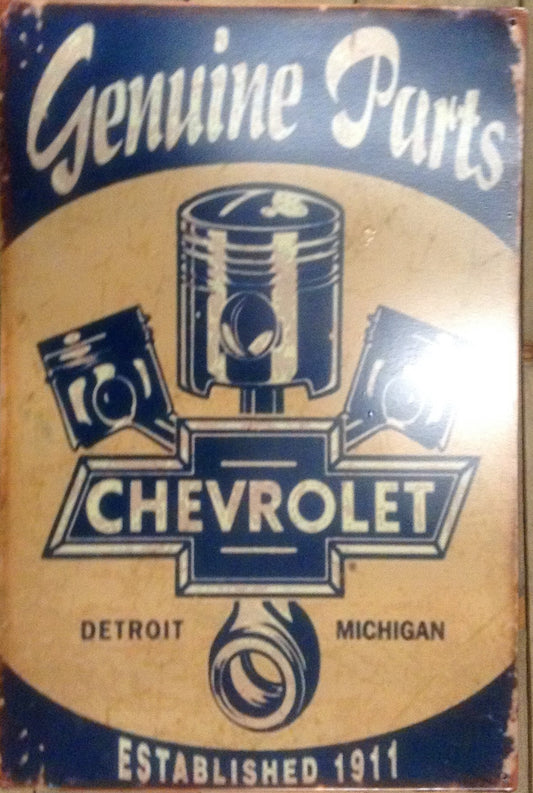 Genuine Parts
CHEVROLET
®
DETROIT MICHIGAN
ESTABLISHED 1911